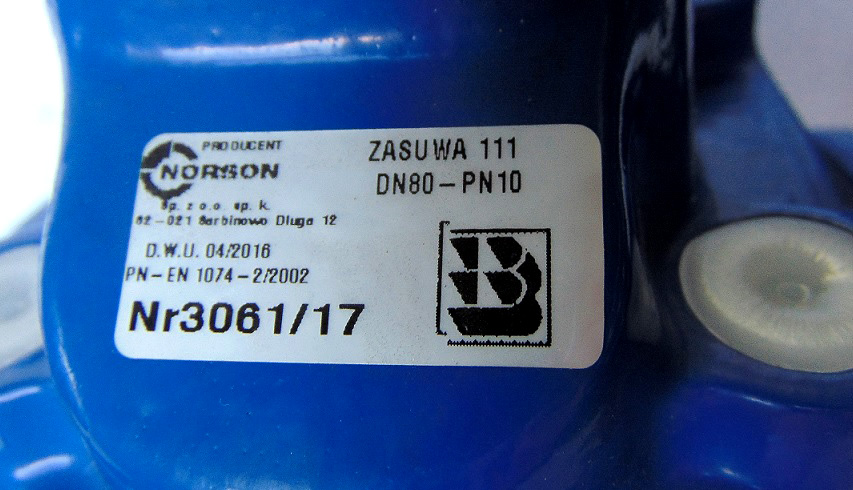 PRODUCENT
NORSON
Sp. z o.o. sp. k.
62-021 Sarbinowo Długa 12
D.W.U. 04/2016
PN-EN 1074-2/2002
Nr3061/17
ZASUWA 111
DN80-PN10
B